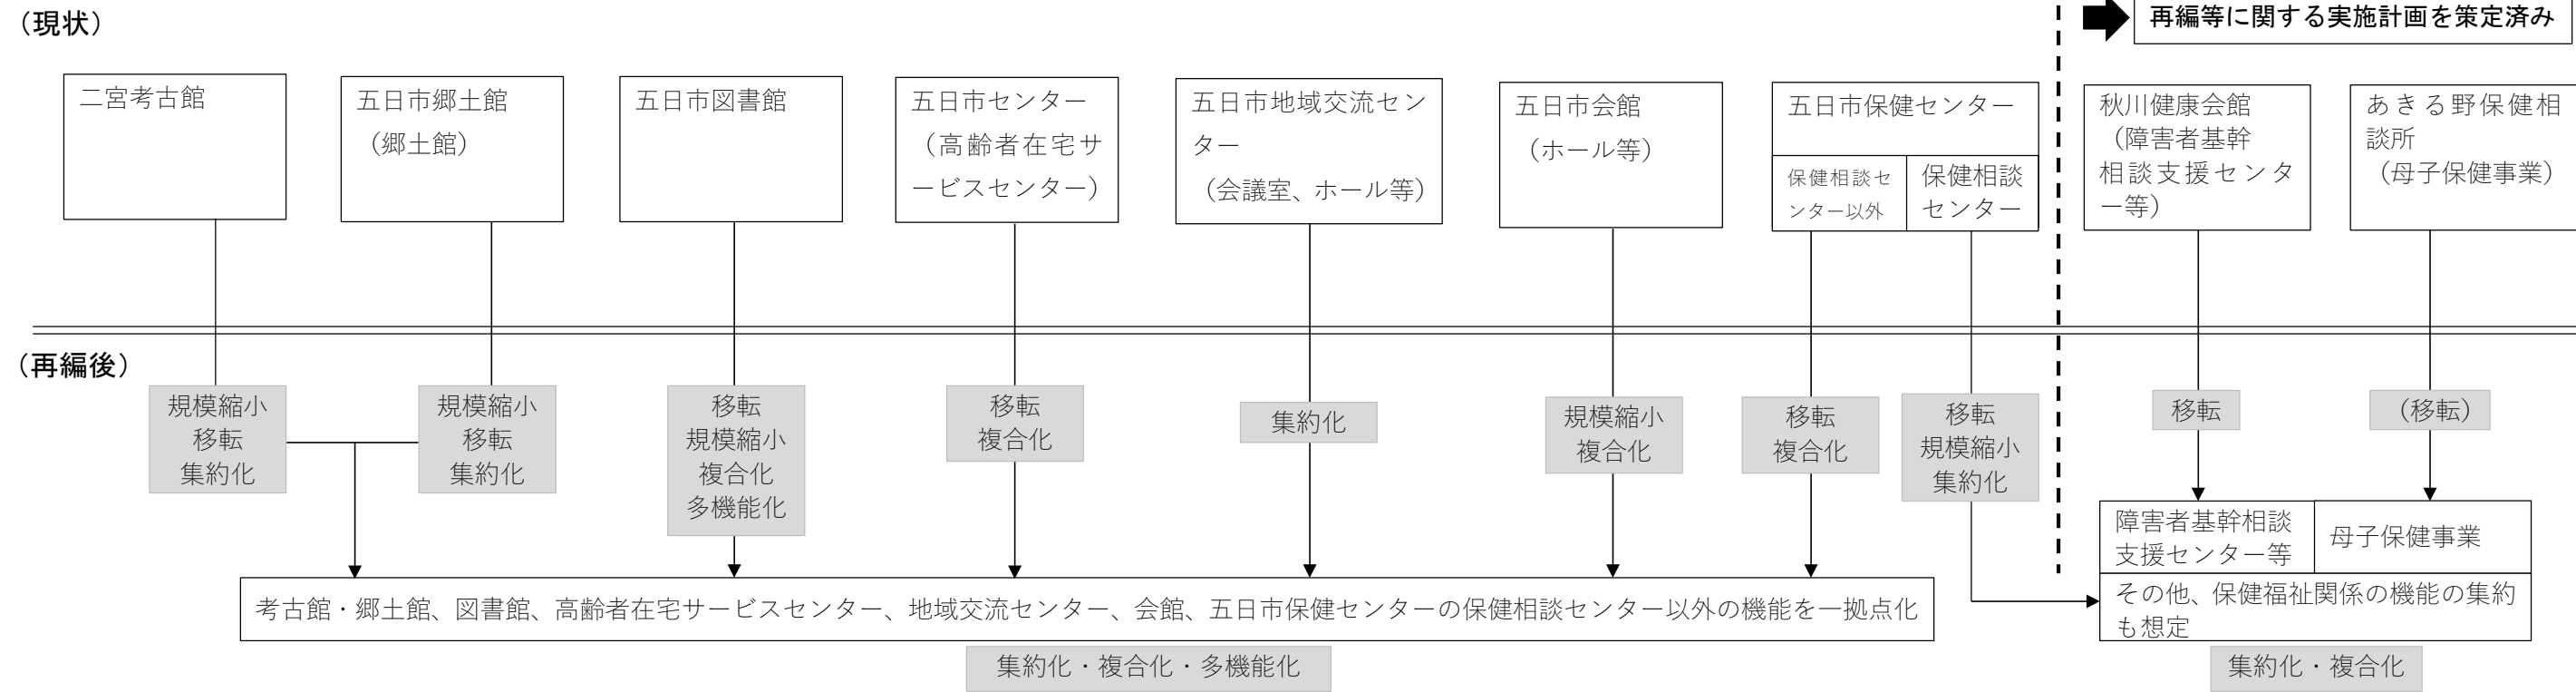 （現状）
再編等に関する実施計画を策定済み
二宮考古館
五日市郷土館
（郷土館）
五日市図書館
五日市センター
（高齢者在宅サ
ービスセンター）
五日市地域交流セン
ター
（会議室、ホール等）
五日市会館
（ホール等）
五日市保健センター
保健相談セ
ンター以外
保健相談
センター
秋川健康会館
（障害者基幹
相談支援センタ
ー等）
あきる野保健相
談所
（母子保健事業）
（再編後）
規模縮小
移転
集約化
規模縮小
移転
集約化
移転
規模縮小
複合化
多機能化
移転
複合化
集約化
規模縮小
複合化
移転
複合化
移転
規模縮小
集約化
移転
（移転）
障害者基幹相談
支援センター等
母子保健事業
考古館・郷土館、図書館、高齢者在宅サービスセンター、地域交流センター、会館、五日市保健センターの保健相談センター以外の機能を一拠点化
その他、保健福祉関係の機能の集約
も想定
集約化・複合化・多機能化
集約化・複合化